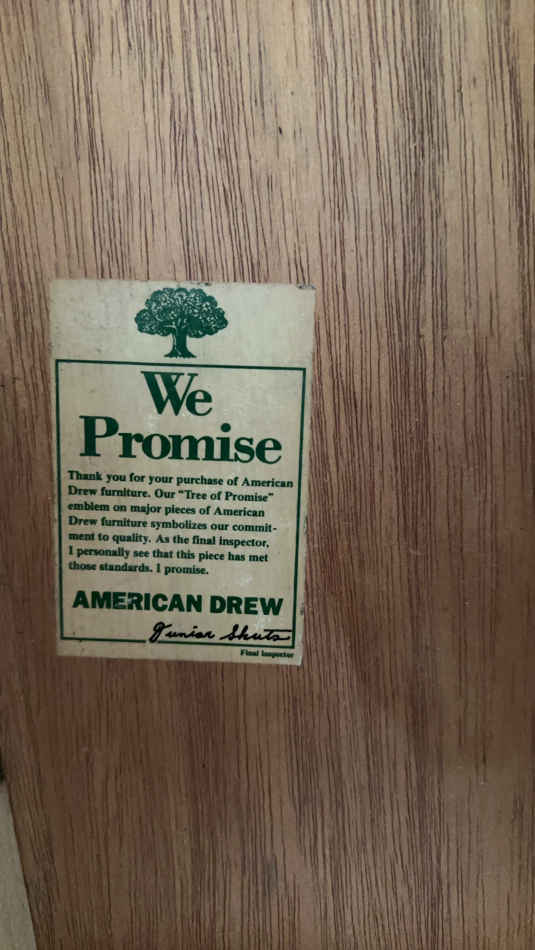 We
Promise
Thank you for your purchase of American
Drew furniture. Our "Tree of Promise"
emblem on major pieces of American
Drew furniture symbolizes our commit-
ment to quality. As the final inspector,
I personally see that this piece has met
those standards. I promise.
AMERICAN DREW
Junior Shuts
Final Inspector